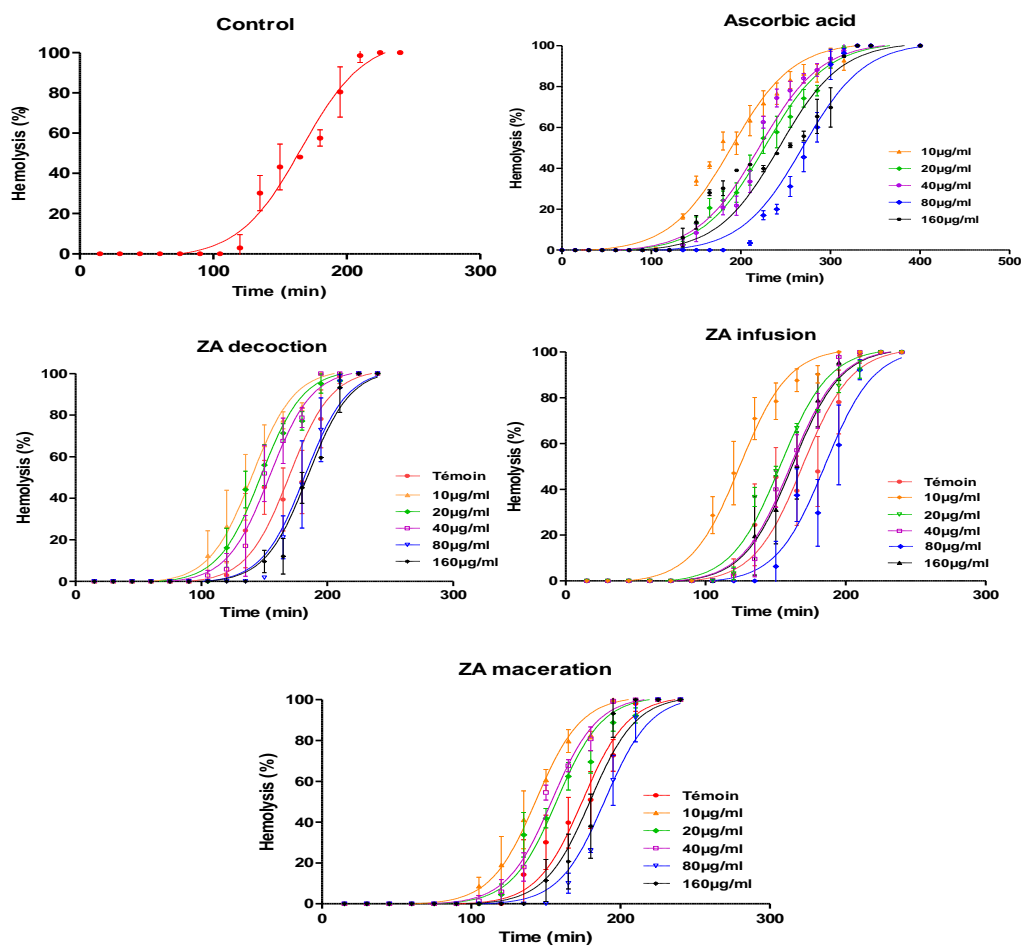 Control
Hemolysis (%)
100
80
60
40
20
0
0
100
200
300
Time (min)
Ascorbic acid
Hemolysis (%)
100
80
60
40
20
0
0
100
200
300
400
500
Time (min)
10µg/ml
20µg/ml
40µg/ml
80µg/ml
160µg/ml
ZA decoction
Hemolysis (%)
100
80
60
40
20
0
0
100
200
300
Time (min)
Témoin
10µg/ml
20µg/ml
40µg/ml
80µg/ml
160µg/ml
ZA infusion
Hemolysis (%)
100
80
60
40
20
0
0
100
200
300
Time (min)
Témoin
10µg/ml
20µg/ml
40µg/ml
80µg/ml
160µg/ml
ZA maceration
Hemolysis (%)
100
80
60
40
20
0
0
100
200
300
Time (min)
Témoin
10µg/ml
20µg/ml
40µg/ml
80µg/ml
160µg/ml